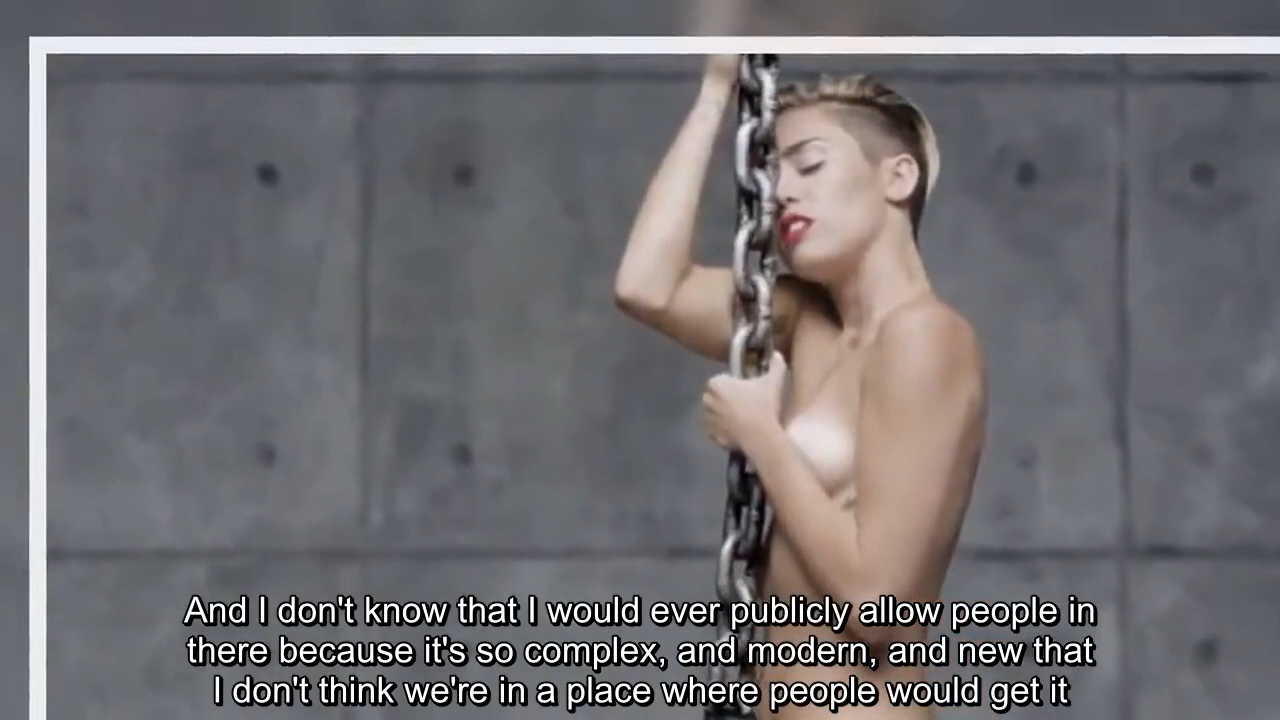 And I don't know that I would ever publicly allow people in
there because it's so complex, and modern, and new that
I don't think we're in a place where people would get it